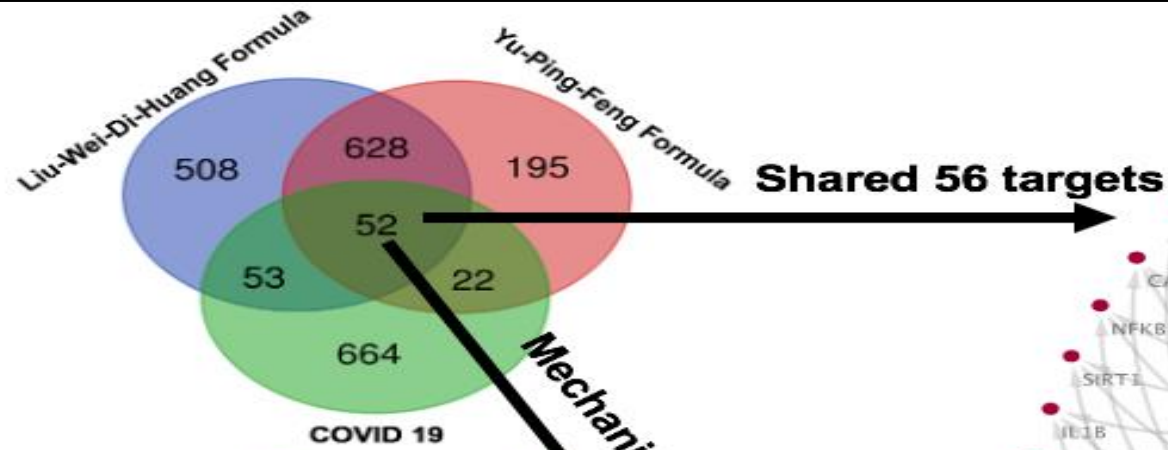 Liu-Wei-Di-Huang Formula
Yu-Ping-Feng Formula
508
628
195
Shared 56 targets
52
53
22
664
COVID 19
NFKB
SIRT1
IL1B